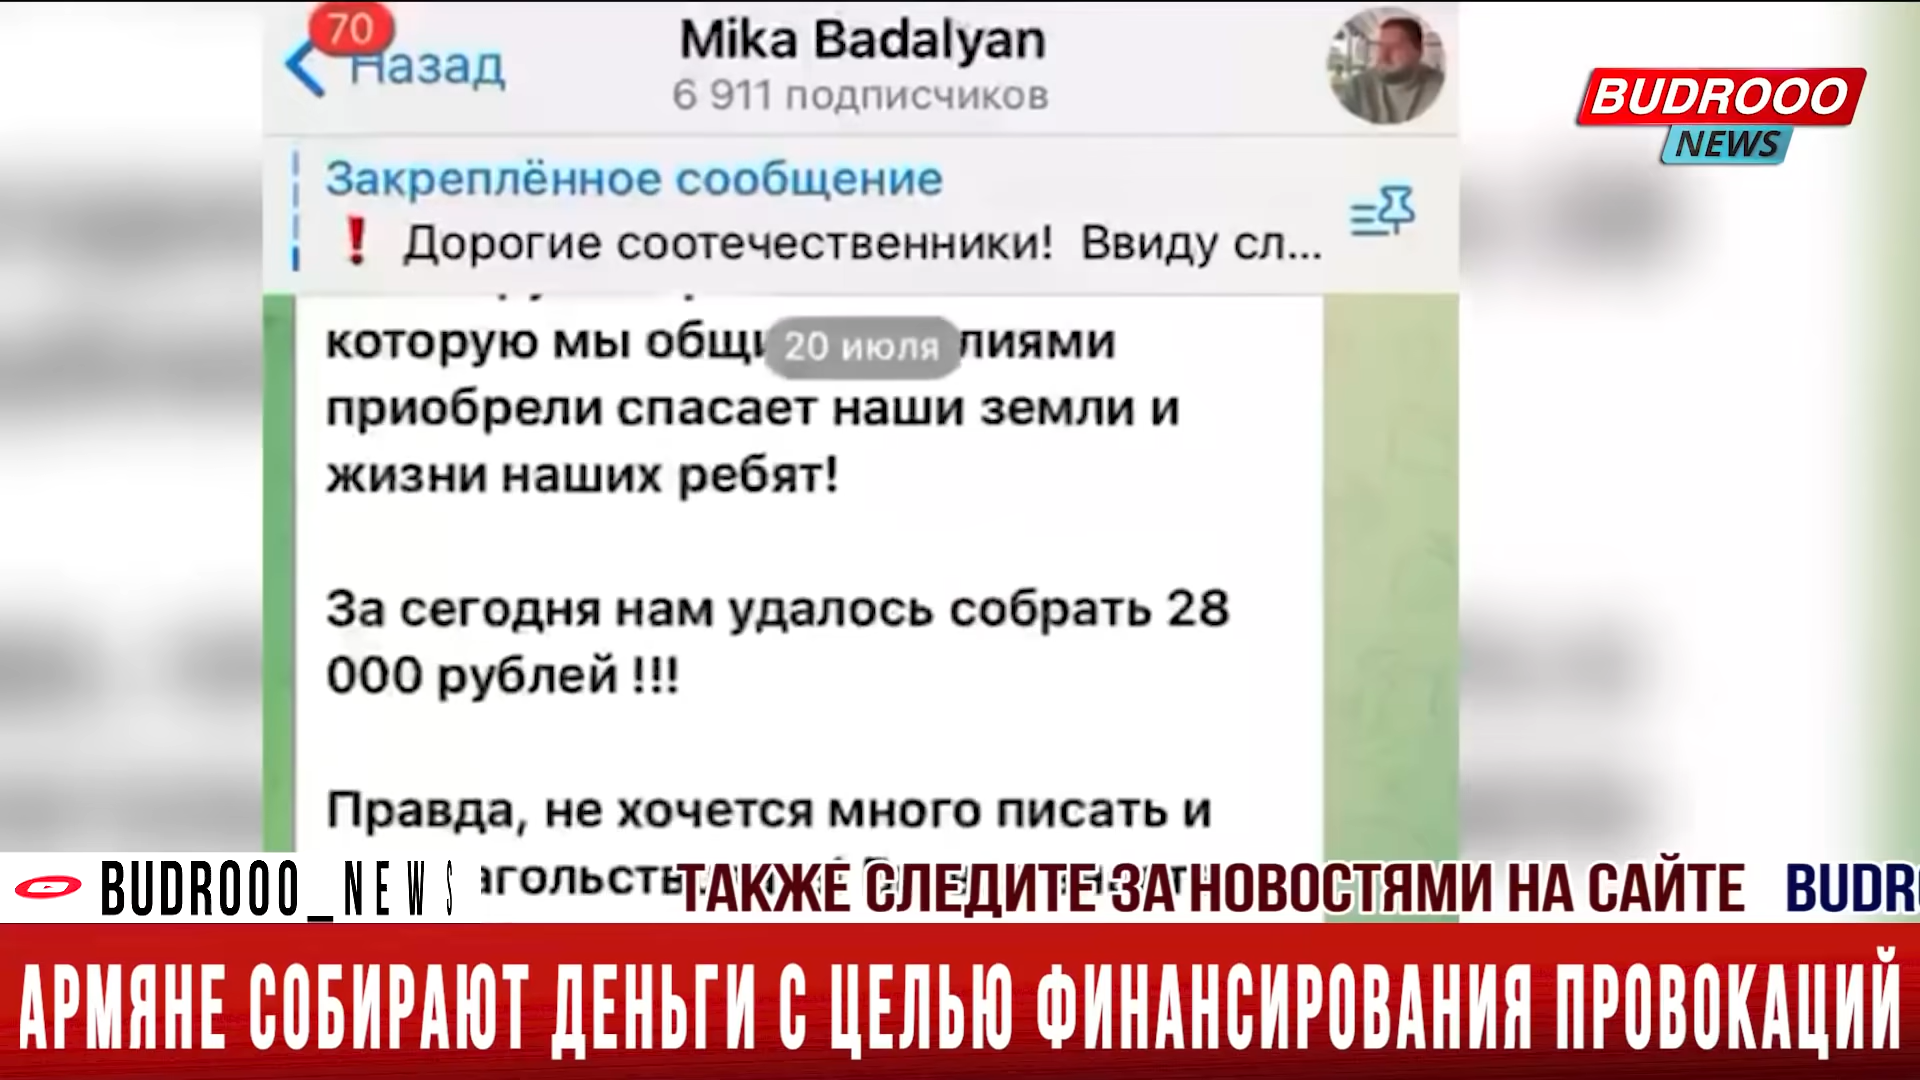 70
Назад
Mika Badalyan
6 911 подписчиков
BUDROOO
NEWS
Закреплённое сообщение
❗ Дорогие соотечественники! Ввиду сл...
20 июля
которую мы
приобрели спасает наши земли и
жизни наших ребят!
За сегодня нам удалось собрать 28
000 рублей !!!
Правда, не хочется много писать и
BUDROOO_NEWS
ТАКЖЕ СЛЕДИТЕ ЗА НОВОСТЯМИ НА САЙТЕ
АРМЯНЕ СОБИРАЮТ ДЕНЬГИ С ЦЕЛЬЮ ФИНАНСИРОВАНИЯ ПРОВОКАЦИЙ